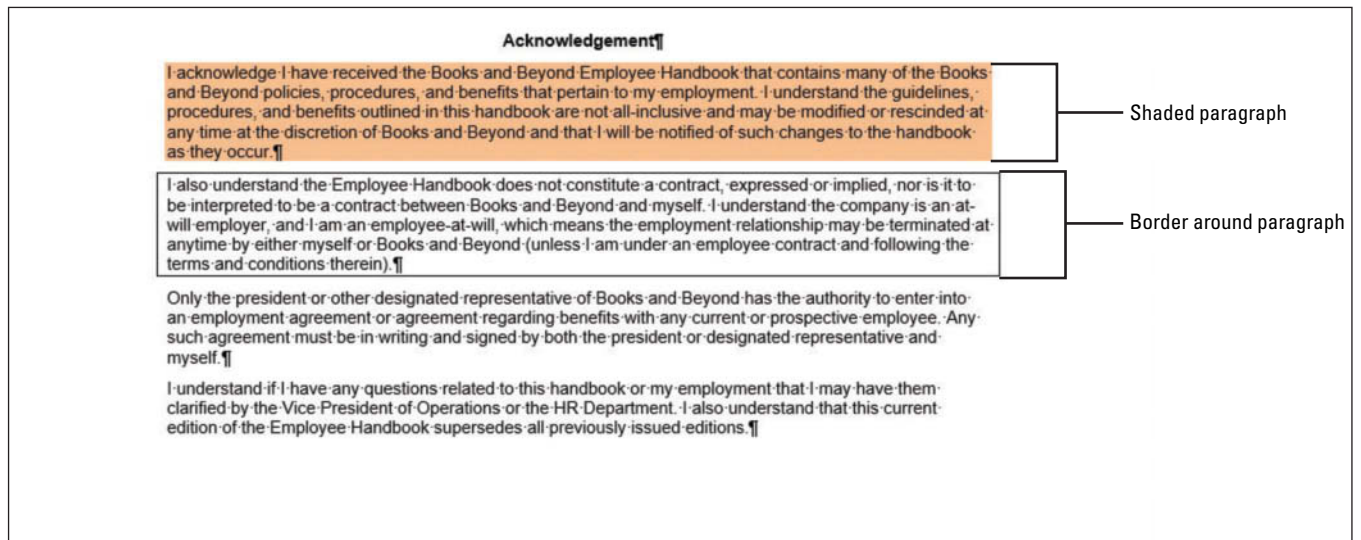 Acknowledgement¶
I·acknowledge·I·have·received·the·Books·and·Beyond·Employee·Handbook·that·contains·many·of·the·Books·
and·Beyond·policies,·procedures,·and·benefits·that·pertain·to·my·employment.·I·understand·the·guidelines,·
procedures,·and·benefits·outlined·in·this·handbook·are·not·all-inclusive·and·may·be·modified·or·rescinded·at·
any·time·at·the·discretion·of·Books·and·Beyond·and·that·I·will·be·notified·of·such·changes·to·the·handbook·
as·they·occur.¶
Shaded paragraph
I·also·understand·the·Employee·Handbook·does·not·constitute·a·contract,·expressed·or·implied,·nor·is·it·to·
be·interpreted·to·be·a·contract·between·Books·and·Beyond·and·myself.·I·understand·the·company·is·an·at-
will·employer,·and·I·am·an·employee-at-will,·which·means·the·employment·relationship·may·be·terminated·at·
anytime·by·either·myself·or·Books·and·Beyond·(unless·I·am·under·an·employee·contract·and·following·the·
terms·and·conditions·therein).¶
Border around paragraph
Only·the·president·or·other·designated·representative·of·Books·and·Beyond·has·the·authority·to·enter·into·
an·employment·agreement·or·agreement·regarding·benefits·with·any·current·or·prospective·employee.·Any·
such·agreement·must·be·in·writing·and·signed·by·both·the·president·or·designated·representative·and·
myself.¶
I·understand·if·I·have·any·questions·related·to·this·handbook·or·my·employment·that·I·may·have·them·
clarified·by·the·Vice·President·of·Operations·or·the·HR·Department.·I·also·understand·that·this·current·
edition·of·the·Employee·Handbook·supersedes·all·previously·issued·editions.¶